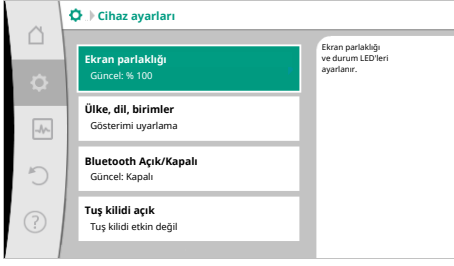 Cihaz ayarları
Ekran parlaklığı
Güncel: % 100
Ülke, dil, birimler
Gösterimi uyarlama
Bluetooth Açık/Kapalı
Güncel: Kapalı
Tuş kilidi açık
Tuş kilidi etkin değil
Ekran parlaklığı
ve durum LED'leri
ayarlanır.